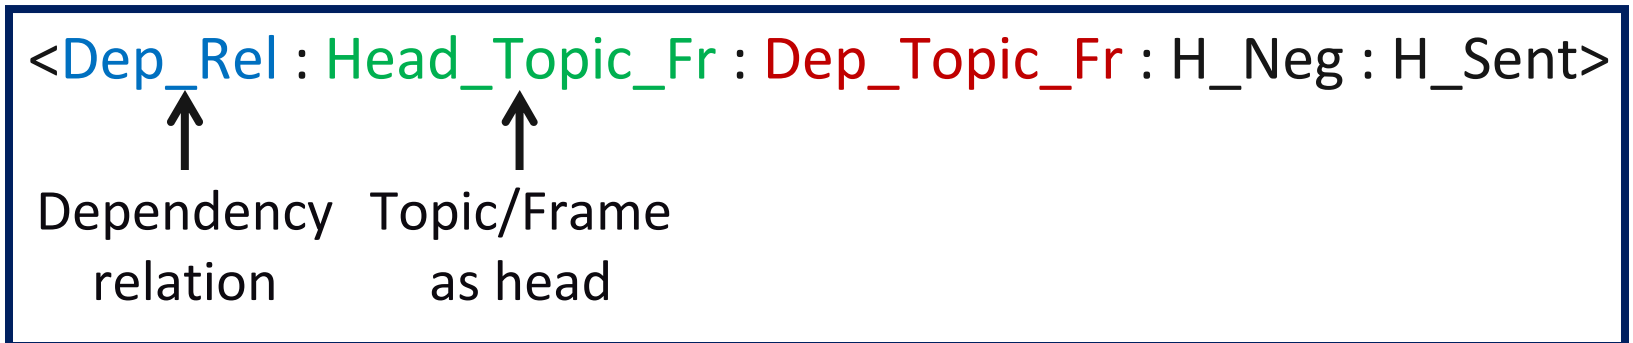 <Dep_Rel : Head_Topic_Fr : Dep_Topic_Fr : H_Neg : H_Sent>
Dependency Topic/Frame
relation as head